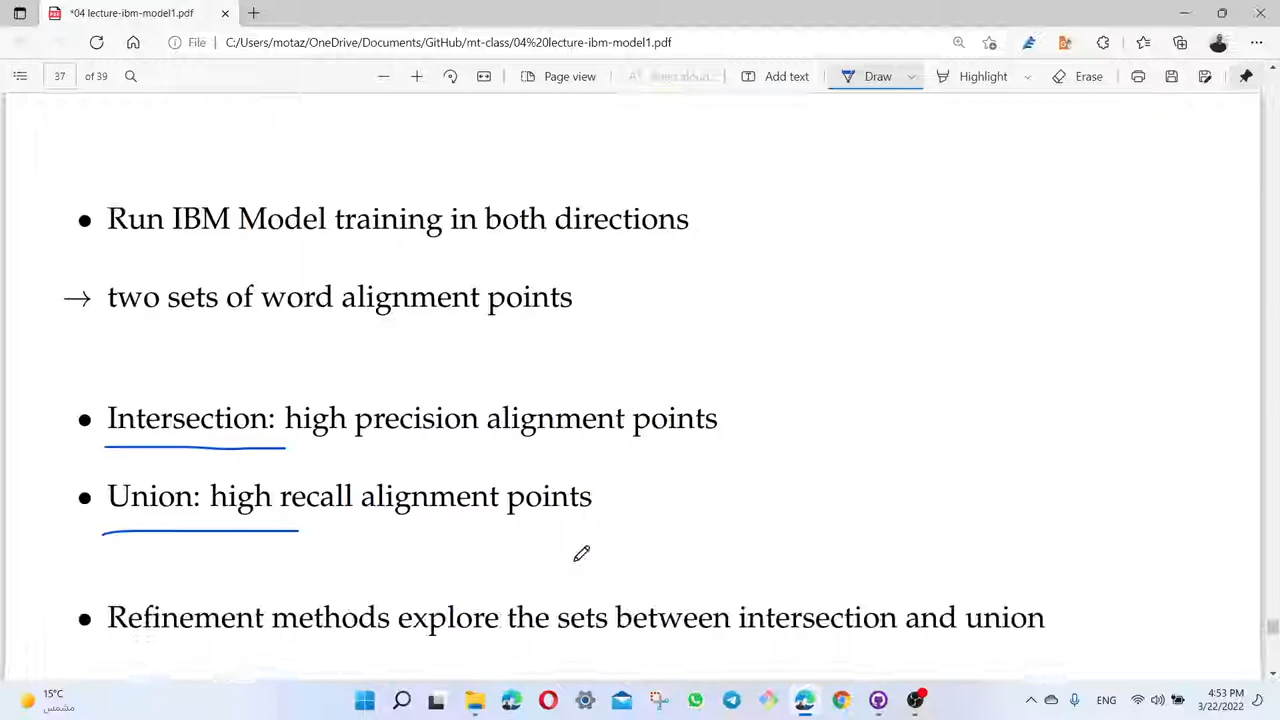 *04 lecture-ibm-model1.pdf
File C:/Users/motaz/OneDrive/Documents/GitHub/mt-class/04%20lecture-ibm-model1.pdf
37 of 39 Page view Add text Draw Highlight Erase
• Run IBM Model training in both directions
→ two sets of word alignment points
• Intersection: high precision alignment points
• Union: high recall alignment points
• Refinement methods explore the sets between intersection and union
15°C
مشمس
ENG
4:53 PM
3/22/2022